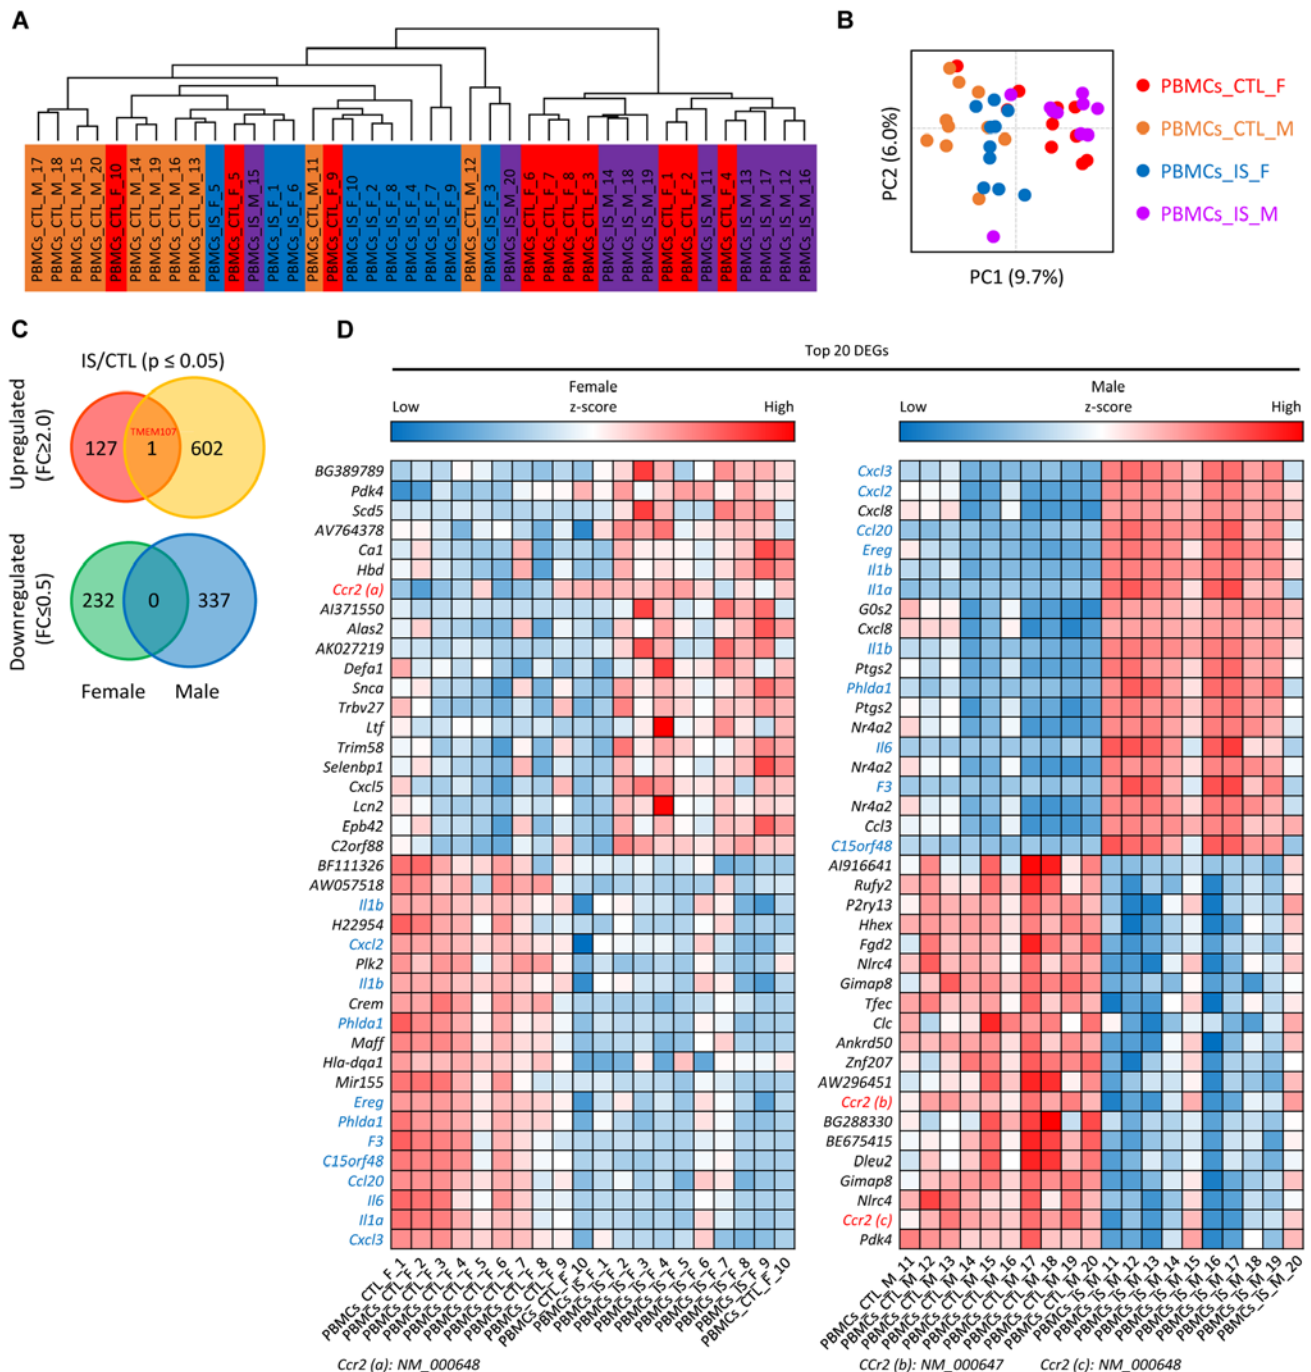 A
PBMCs_CTL_M_17
PBMCs_CTL_M_18
PBMCs_CTL_M_15
PBMCs_CTL_M_20
PBMCs_CTL_F_10
PBMCs_CTL_M_14
PBMCs_CTL_M_19
PBMCs_CTL_M_16
PBMCs_CTL_M_13
PBMCs_IS_F_5
PBMCs_CTL_F_5
PBMCs_IS_M_15
PBMCs_IS_F_1
PBMCs_IS_F_6
PBMCs_CTL_M_11
PBMCs_CTL_F_9
PBMCs_IS_F_10
PBMCs_IS_F_2
PBMCs_IS_F_8
PBMCs_IS_F_4
PBMCs_IS_F_7
PBMCs_IS_F_9
PBMCs_CTL_M_12
PBMCs_IS_F_3
PBMCs_IS_M_20
PBMCs_CTL_F_6
PBMCs_CTL_F_7
PBMCs_CTL_F_8
PBMCs_CTL_F_3
PBMCs_IS_M_14
PBMCs_IS_M_18
PBMCs_IS_M_19
PBMCs_CTL_F_1
PBMCs_CTL_F_2
PBMCs_IS_M_11
PBMCs_CTL_F_4
PBMCs_IS_M_13
PBMCs_IS_M_17
PBMCs_IS_M_12
PBMCs_IS_M_16
B
PC2 (6.0%)
PC1 (9.7%)
PBMCs_CTL_F
PBMCs_CTL_M
PBMCs_IS_F
PBMCs_IS_M
C
IS/CTL (p ≤ 0.05)
Upregulated
(FC≥2.0)
127
TMEM107
1
602
Downregulated
(FC≤0.5)
232
0
337
Female
Male
D
Top 20 DEGs
Female
Low
z-score
High
BG389789
Pdk4
Scd5
AV764378
Ca1
Hbd
Ccr2 (a)
AI371550
Alas2
AK027219
Defa1
Snca
Trbv27
Ltf
Trim58
Selenbp1
Cxcl5
Lcn2
Epb42
C2orf88
BF111326
AW057518
Il1b
H22954
Cxcl2
Plk2
Il1b
Crem
Phlda1
Maff
Hla-dqa1
Mir155
Ereg
Phlda1
F3
C15orf48
Ccl20
Il6
Il1a
Cxcl3
PBMCs_CTL_F_1
PBMCs_CTL_F_2
PBMCs_CTL_F_3
PBMCs_CTL_F_4
PBMCs_CTL_F_5
PBMCs_CTL_F_6
PBMCs_CTL_F_7
PBMCs_CTL_F_8
PBMCs_CTL_F_9
PBMCs_CTL_F_10
PBMCs_IS_F_1
PBMCs_IS_F_2
PBMCs_IS_F_3
PBMCs_IS_F_4
PBMCs_IS_F_5
PBMCs_IS_F_6
PBMCs_IS_F_7
PBMCs_IS_F_8
PBMCs_IS_F_9
PBMCs_CTL_F_10
Ccr2 (a): NM_000648
Male
Low
z-score
High
Cxcl3
Cxcl2
Cxcl8
Ccl20
Ereg
Il1b
Il1a
G0s2
Cxcl8
Il1b
Ptgs2
Phlda1
Ptgs2
Nr4a2
Il6
Nr4a2
F3
Nr4a2
Ccl3
C15orf48
AI916641
Rufy2
P2ry13
Hhex
Fgd2
Nlrc4
Gimap8
Tfec
Clc
Ankrd50
Znf207
AW296451
Ccr2 (b)
BG288330
BE675415
Dleu2
Gimap8
Nlrc4
Ccr2 (c)
Pdk4
PBMCs_CTL_M_11
PBMCs_CTL_M_12
PBMCs_CTL_M_13
PBMCs_CTL_M_14
PBMCs_CTL_M_15
PBMCs_CTL_M_16
PBMCs_CTL_M_17
PBMCs_CTL_M_18
PBMCs_CTL_M_19
PBMCs_CTL_M_20
PBMCs_IS_M_11
PBMCs_IS_M_12
PBMCs_IS_M_13
PBMCs_IS_M_14
PBMCs_IS_M_15
PBMCs_IS_M_16
PBMCs_IS_M_17
PBMCs_IS_M_18
PBMCs_IS_M_19
PBMCs_IS_M_20
Ccr2 (b): NM_000647
Ccr2 (c): NM_000648